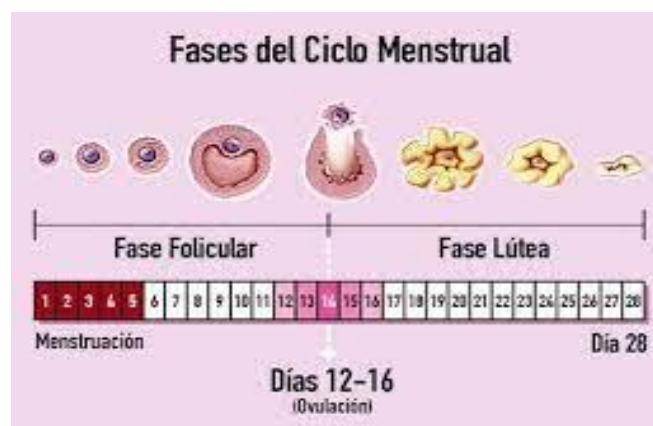 Fases del Ciclo Menstrual
Fase Folicular Fase Lútea
1 2 3 4 5 6 7 8 9 10 11 12 13 14 15 16 17 18 19 20 21 22 23 24 25 26 27 28
Menstruación Día 28
Días 12-16
(Ovulación)